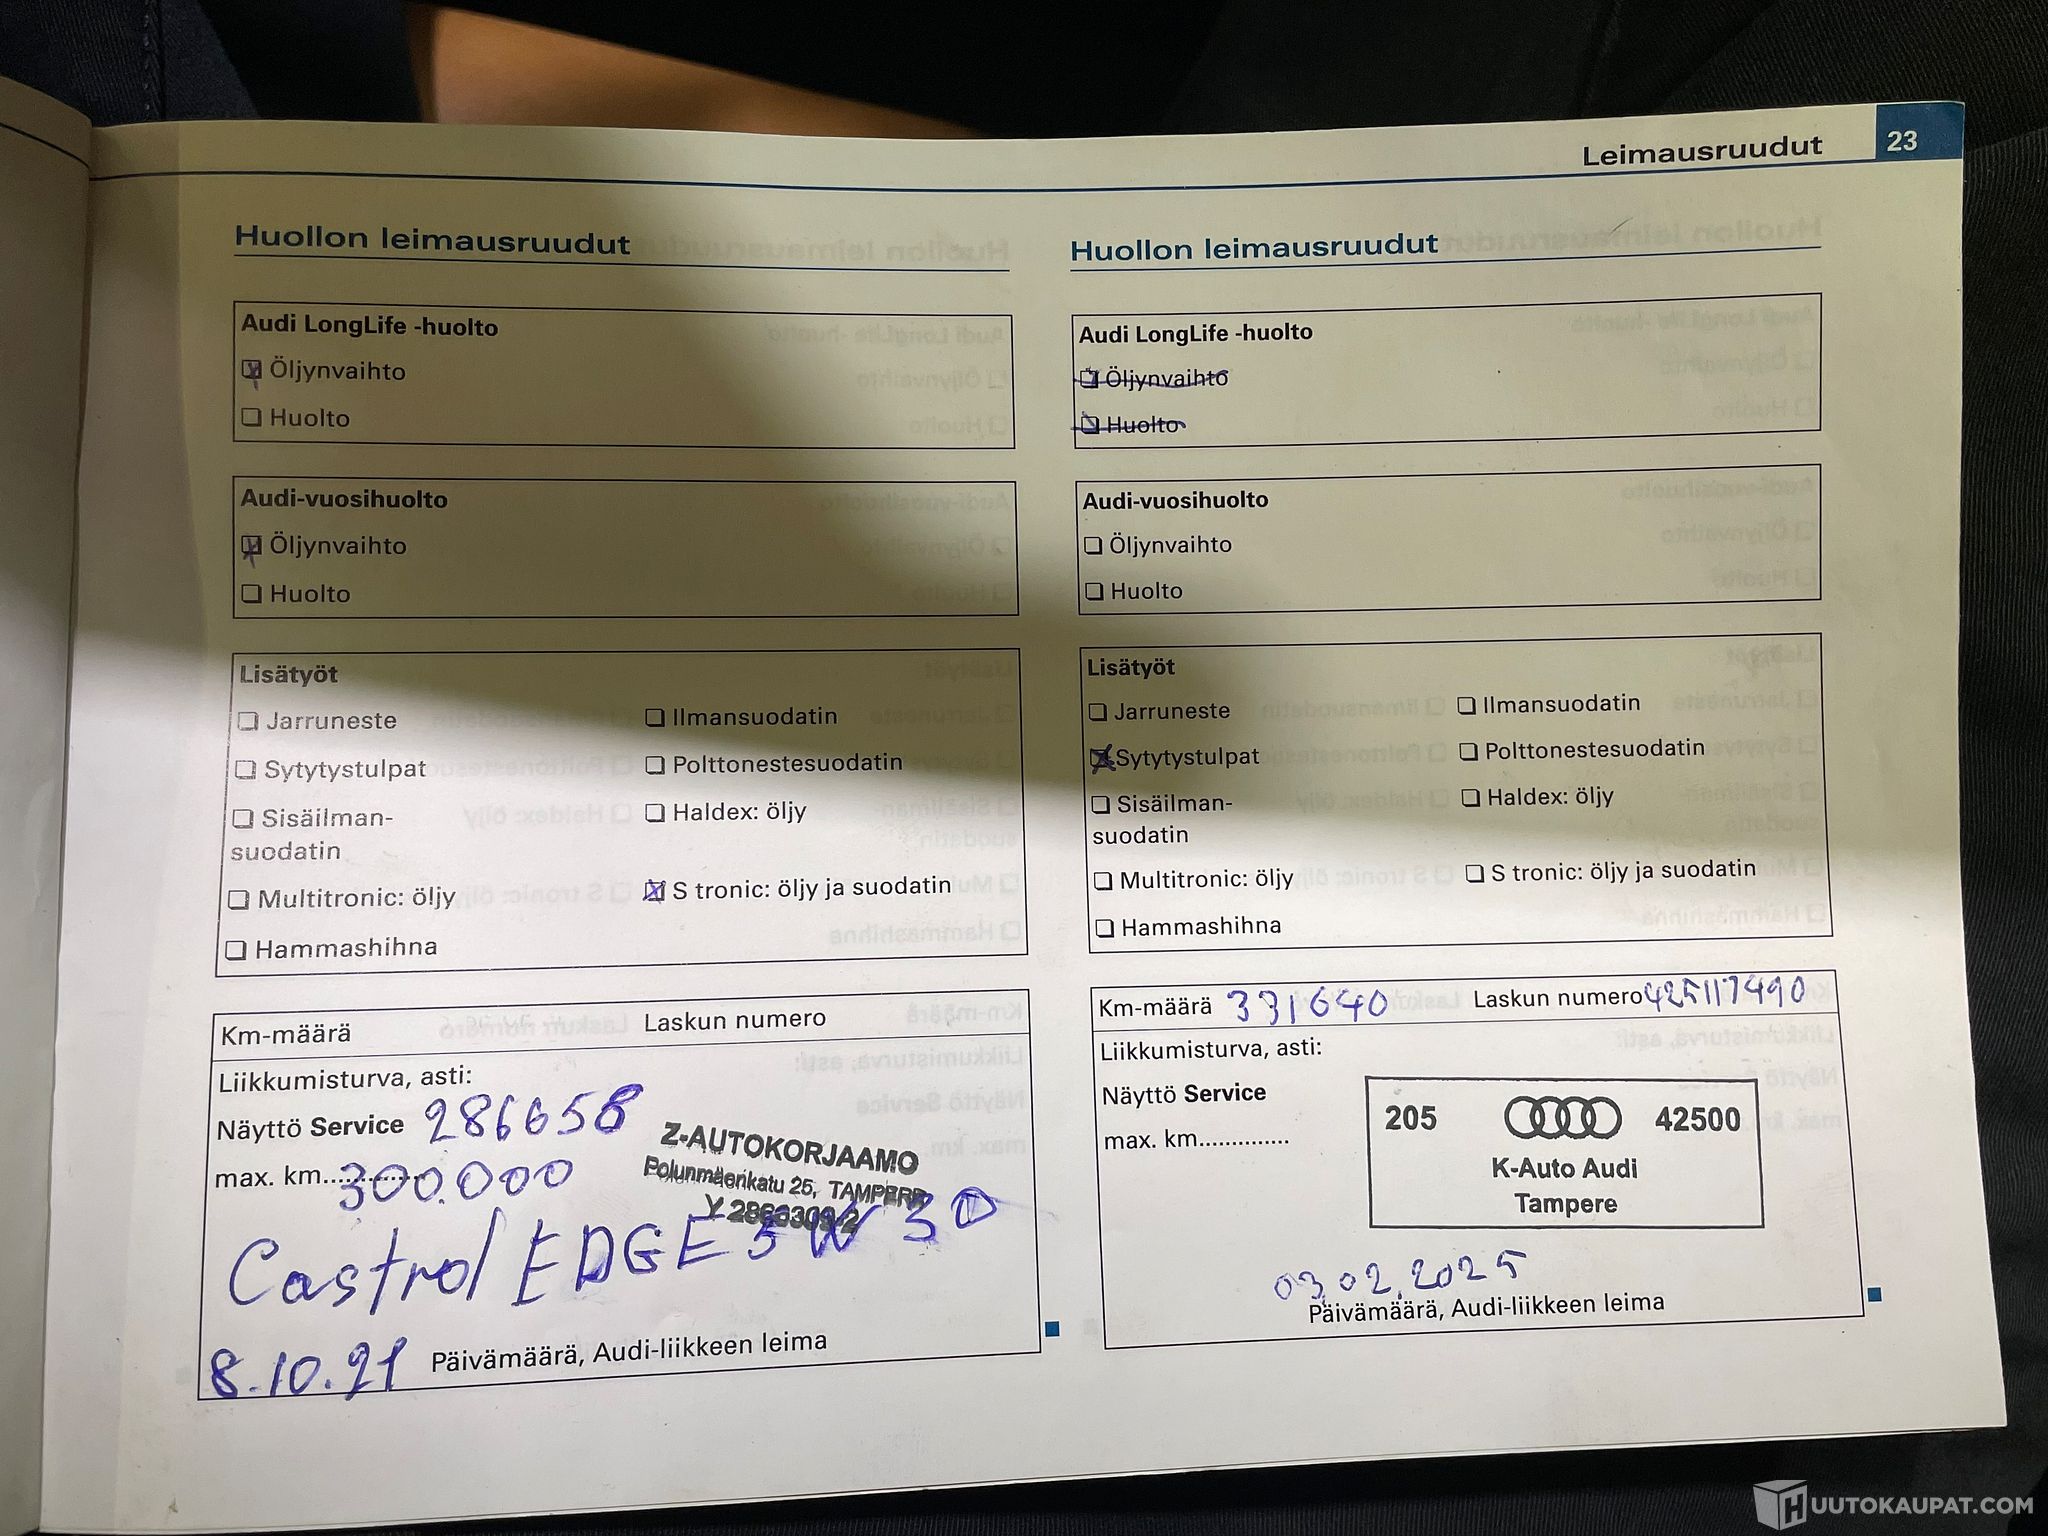 Leimausruudut 23
Huollon leimausruudut
Audi LongLife -huolto
Öljynvaihto
Huolto
Audi-vuosihuolto
Öljynvaihto
Huolto
Lisätyöt
Jarruneste
Ilmansuodatin
Sytytystulpat
Polttonestesuodatin
Sisäilman-
suodatin
Haldex: öljy
Multitronic: öljy
S tronic: öljy ja suodatin
Hammashihna
Km-määrä
Laskun numero
Liikkumisturva, asti:
Näyttö Service 286658
max. km.............. 300.000
Z-AUTOKORJAAMO
Polunmäenkatu 25, TAMPERE
Castrol EDGE 5W30
8.10.21 Päivämäärä, Audi-liikkeen leima
Huollon leimausruudut
Audi LongLife -huolto
Öljynvaihto
Huolto
Audi-vuosihuolto
Öljynvaihto
Huolto
Lisätyöt
Jarruneste
Ilmansuodatin
Sytytystulpat
Polttonestesuodatin
Sisäilman-
suodatin
Haldex: öljy
Multitronic: öljy
S tronic: öljy ja suodatin
Hammashihna
Km-määrä 331640 Laskun numero 425117490
Liikkumisturva, asti:
Näyttö Service
max. km..............
205 42500
K-Auto Audi
Tampere
03.02.2025
Päivämäärä, Audi-liikkeen leima
HUUTOKAUPAT.COM